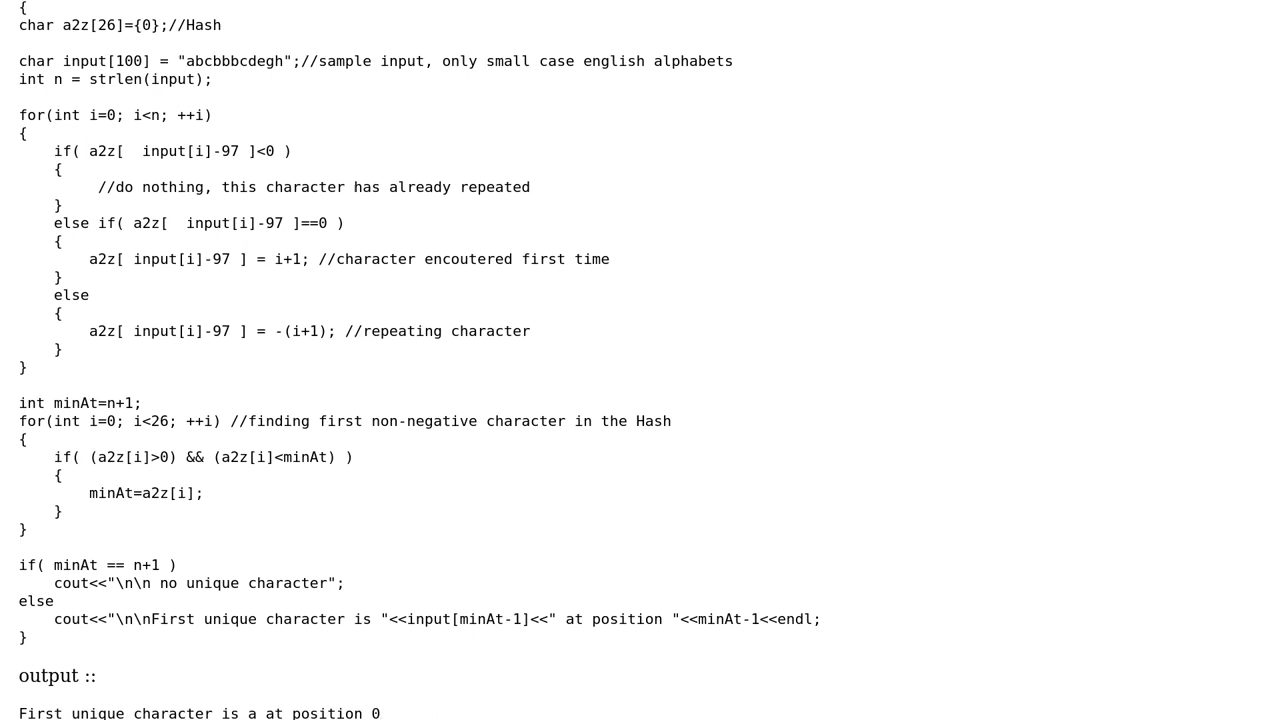 {
char a2z[26]={0};//Hash
char input[100] = "abcbbbcdegh";//sample input, only small case english alphabets
int n = strlen(input);
for(int i=0; i<n; ++i)
{
    if( a2z[  input[i]-97 ]<0 )
    {
         //do nothing, this character has already repeated
    }
    else if( a2z[  input[i]-97 ]==0 )
    {
        a2z[ input[i]-97 ] = i+1; //character encoutered first time
    }
    else
    {
        a2z[ input[i]-97 ] = -(i+1); //repeating character
    }
}
int minAt=n+1;
for(int i=0; i<26; ++i) //finding first non-negative character in the Hash
{
    if( (a2z[i]>0) && (a2z[i]<minAt) )
    {
        minAt=a2z[i];
    }
}
if( minAt == n+1 )
    cout<<"\n\n no unique character";
else
    cout<<"\n\nFirst unique character is "<<input[minAt-1]<<" at position "<<minAt-1<<endl;
}
output ::
First unique character is a at position 0